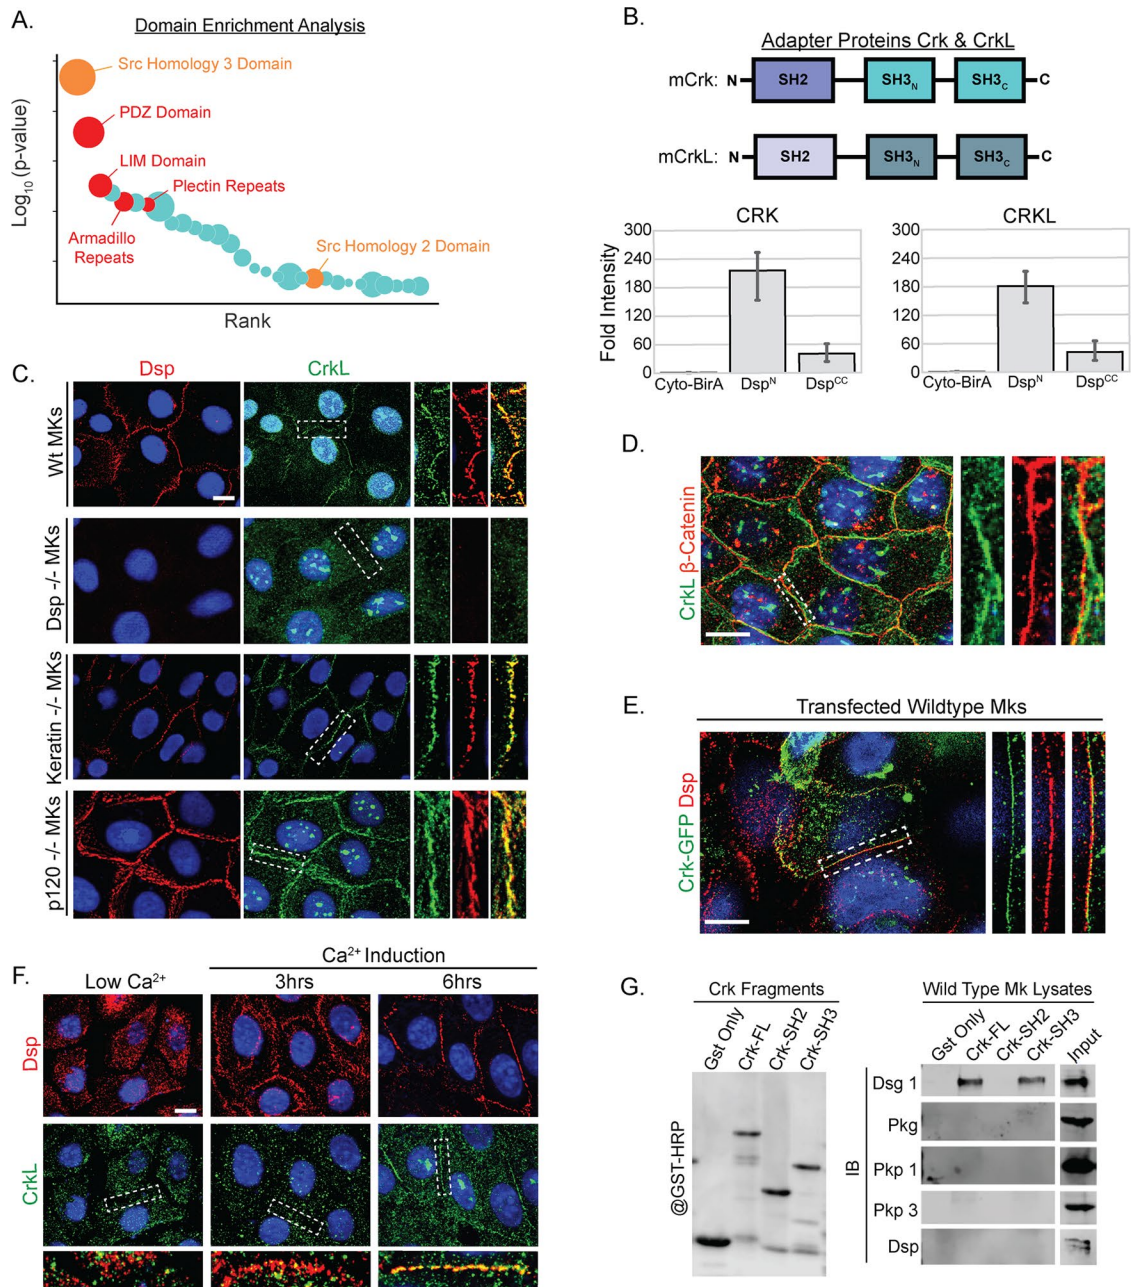 A.
Domain Enrichment Analysis
Src Homology 3 Domain
PDZ Domain
LIM Domain
Plectin Repeats
Armadillo
Repeats
Src Homology 2 Domain
Log10 (p-value)
Rank
B.
Adapter Proteins Crk & CrkL
mCrk: N SH2 SH3N SH3C C
mCrkL: N SH2 SH3N SH3C C
CRK
CRKL
Fold Intensity
300
240
180
120
60
0
Cyto-BirA DspN DspCC
300
240
180
120
60
0
Cyto-BirA DspN DspCC
C.
Dsp CrkL
Wt MKs
Dsp -/- MKs
Keratin -/- MKs
p120 -/- MKs
D.
CrkL β-Catenin
E.
Transfected Wildtype Mks
Crk-GFP Dsp
F.
Ca2+ Induction
Low Ca2+ 3hrs 6hrs
Dsp
CrkL
G.
Crk Fragments
Gst Only Crk-FL Crk-SH2 Crk-SH3
@GST-HRP
Wild Type Mk Lysates
Gst Only Crk-FL Crk-SH2 Crk-SH3 Input
IB
Dsg 1
Pkg
Pkp 1
Pkp 3
Dsp